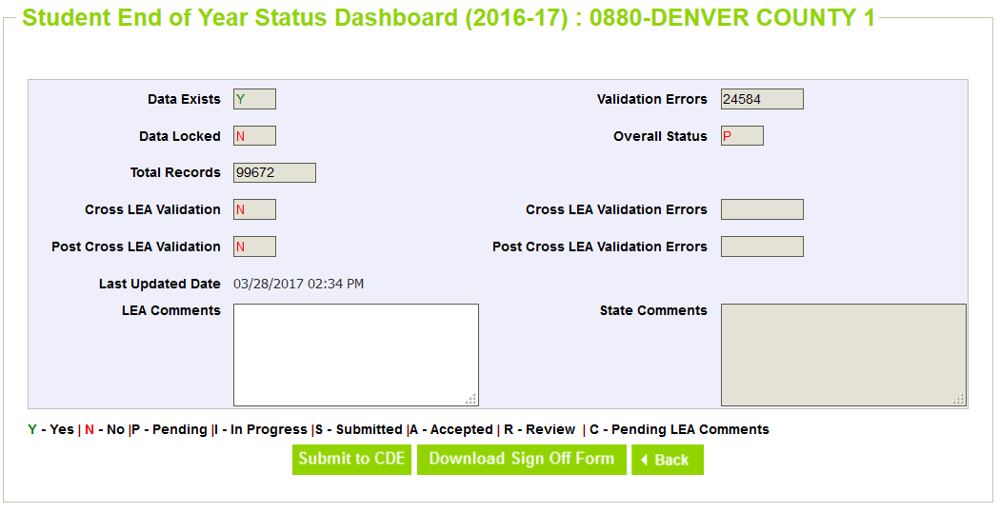 Student End of Year Status Dashboard (2016-17) : 0880-DENVER COUNTY 1
Data Exists Y Validation Errors 24584
Data Locked N Overall Status P
Total Records 99672
Cross LEA Validation N Cross LEA Validation Errors
Post Cross LEA Validation N Post Cross LEA Validation Errors
Last Updated Date 03/28/2017 02:34 PM
LEA Comments State Comments
Y - Yes | N - No |P - Pending |I - In Progress |S - Submitted |A - Accepted | R - Review | C - Pending LEA Comments
Submit to CDE Download Sign Off Form Back